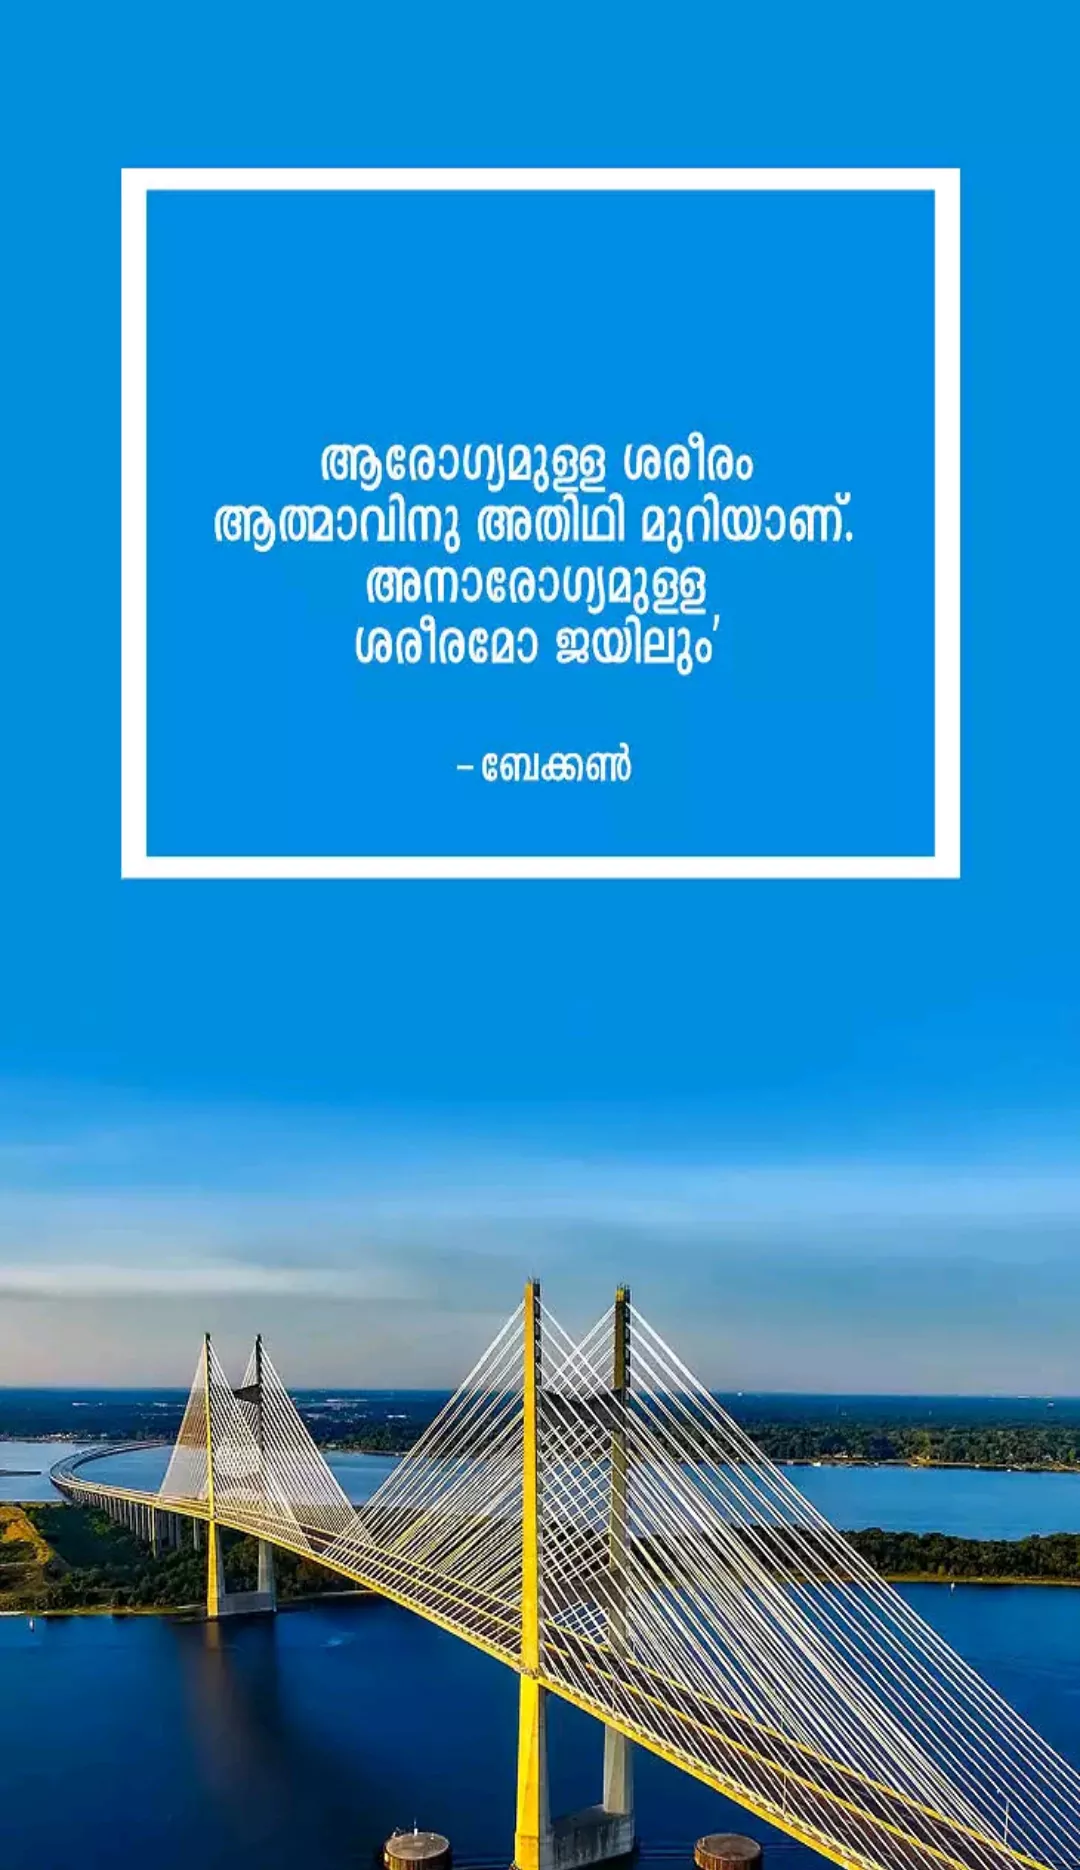 ആരോഗ്യമുള്ള ശരീരം
ആത്മാവിനു അതിഥി മുറിയാണ്.
അനാരോഗ്യമുള്ള
ശരീരമോ ജയിലും’
– ബേക്കൺ